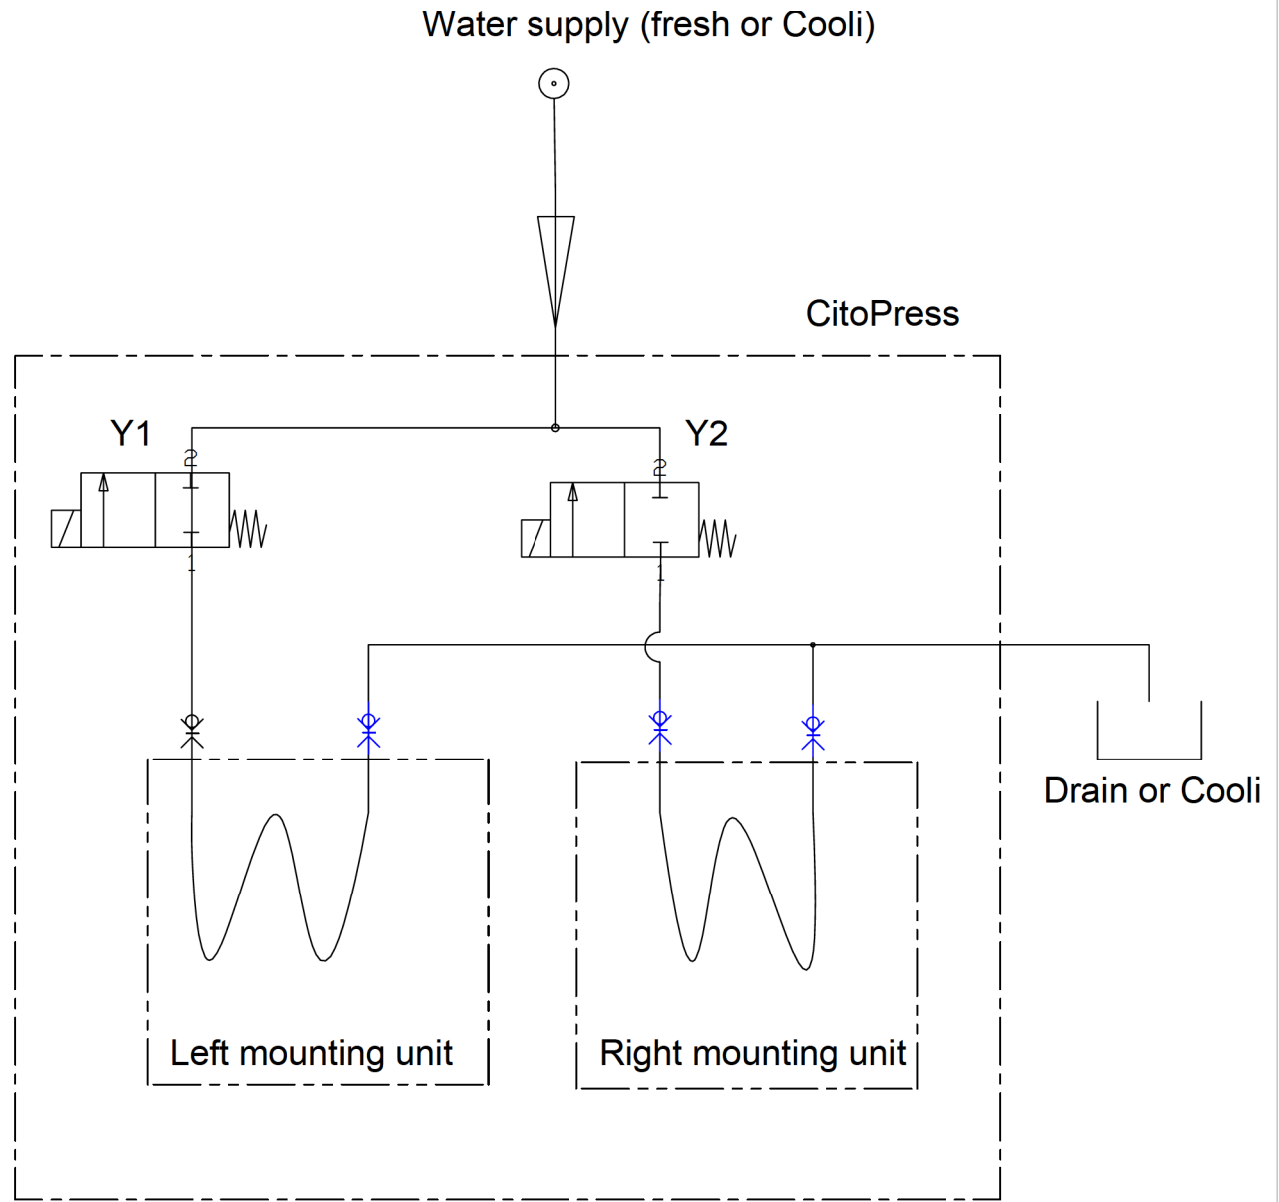 Water supply (fresh or Cooli)
CitoPress
Y1
Y2
2
2
1
1
Drain or Cooli
Left mounting unit
Right mounting unit